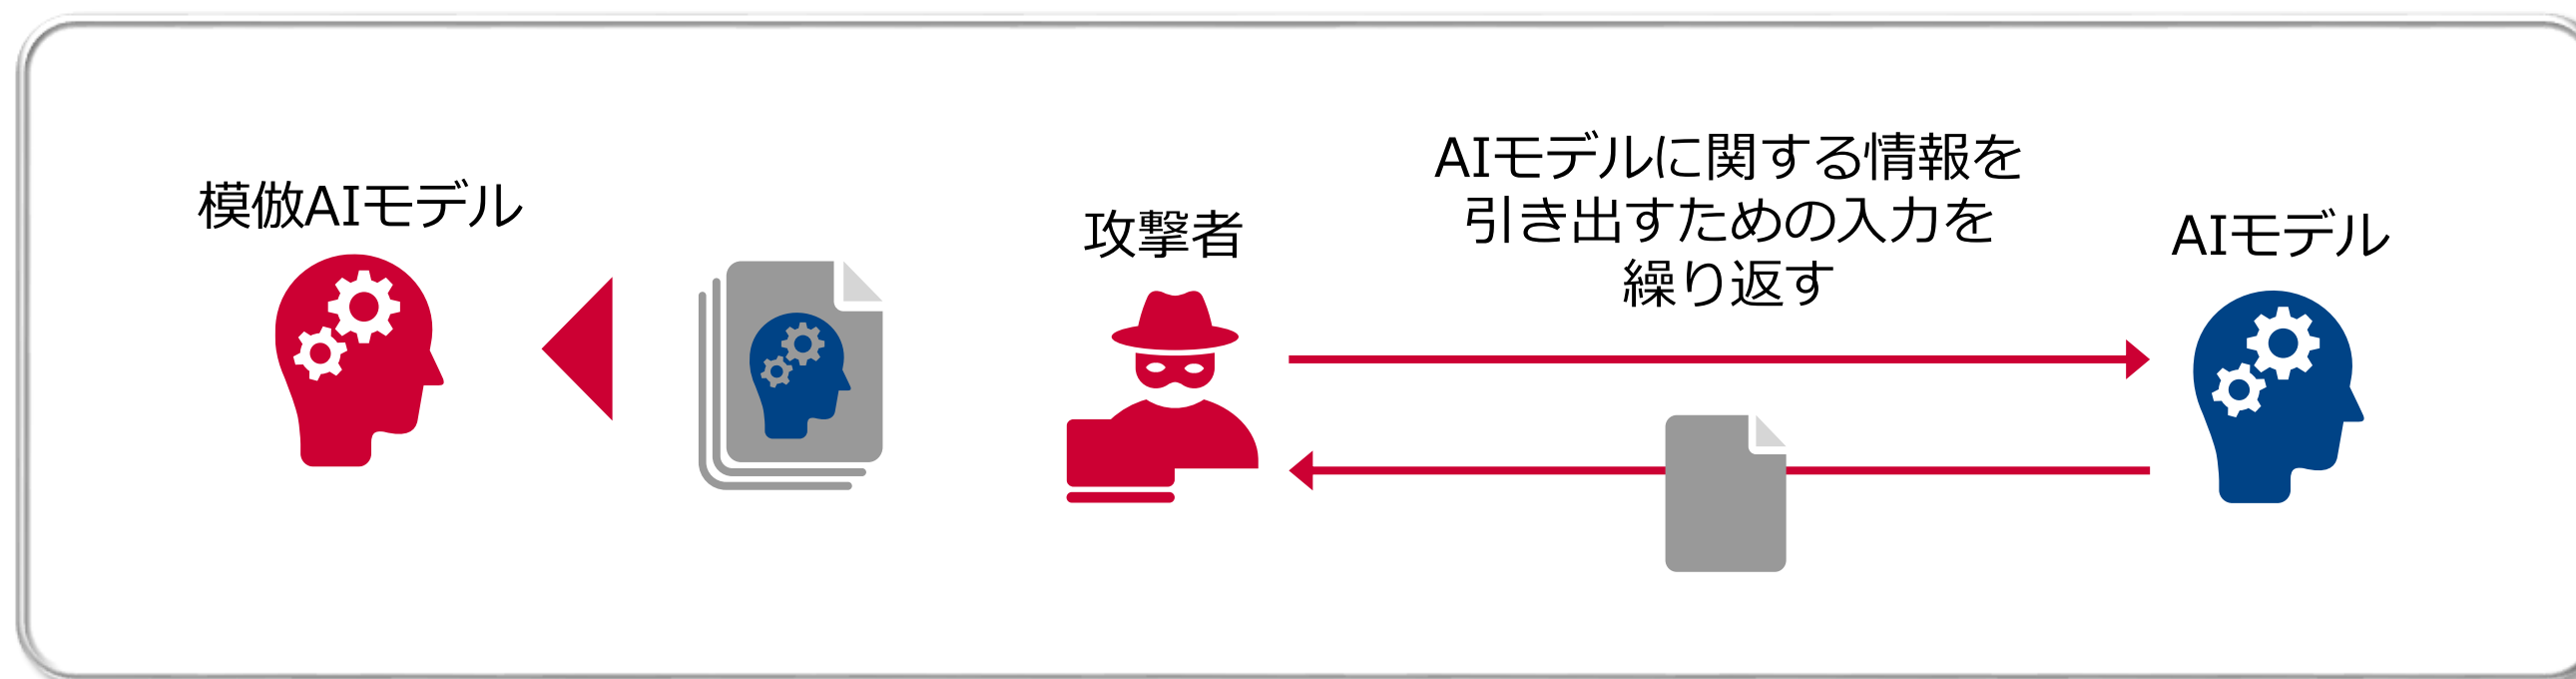 模倣AIモデル
攻撃者
AIモデルに関する情報を
引き出すための入力を
繰り返す
AIモデル